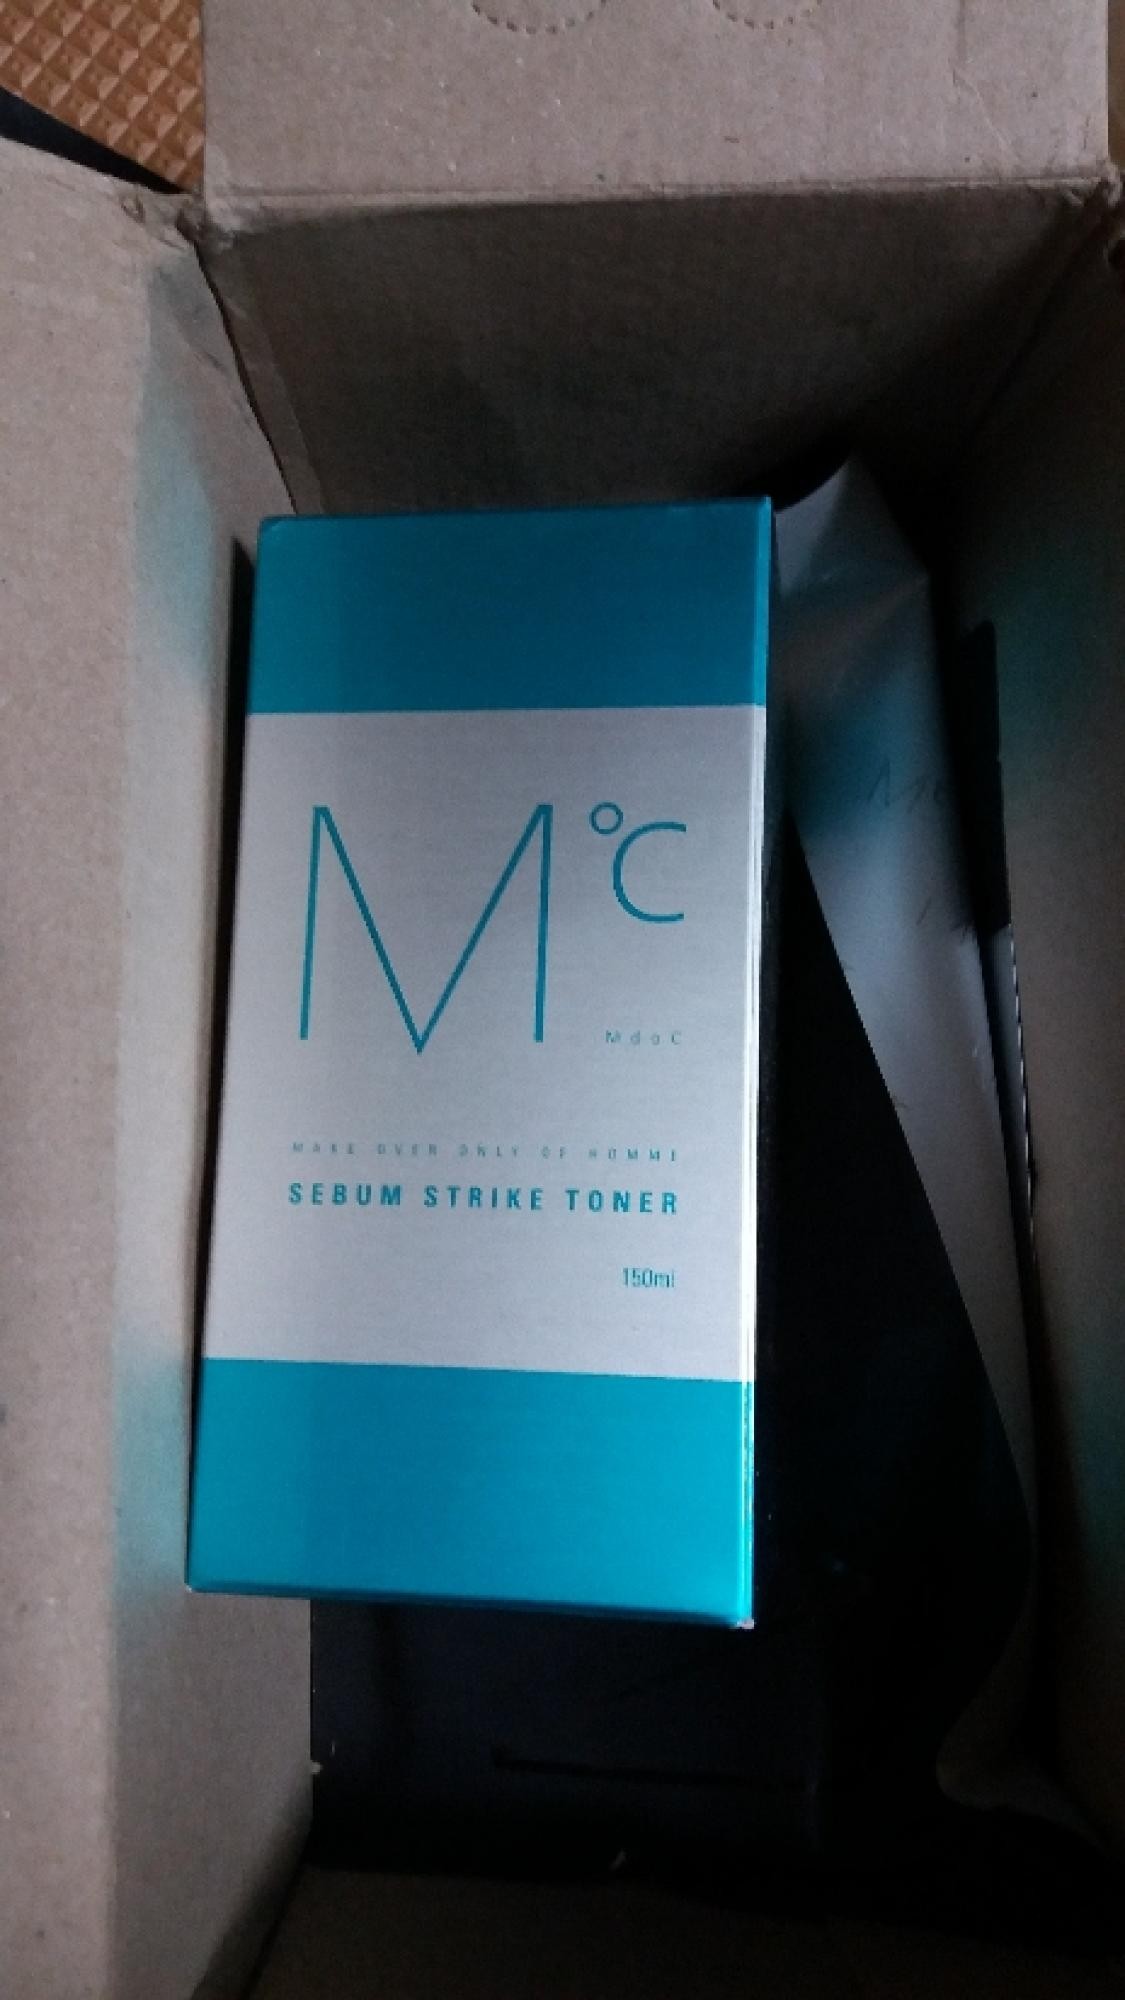 M°C
MdoC
MAKE OVER ONLY OF HOMME
SEBUM STRIKE TONER
150ml